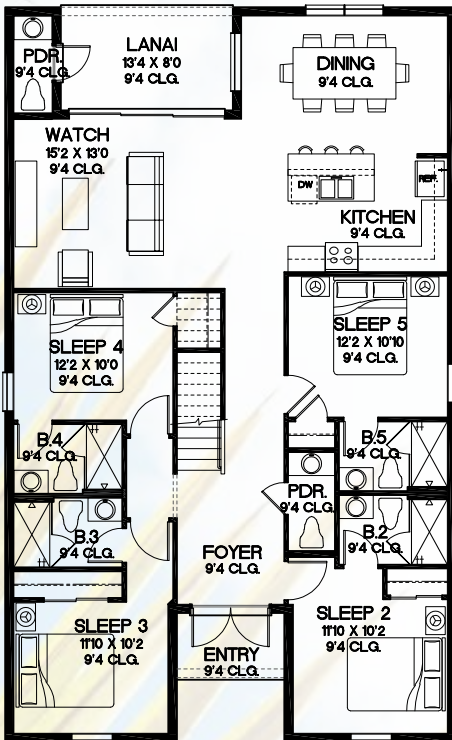 PDR.
9'4 CLG.
LANAI
13'4 X 8'0
9'4 CLG.
DINING
9'4 CLG.
WATCH
15'2 X 13'0
9'4 CLG.
DW
REF.
KITCHEN
9'4 CLG.
SLEEP 4
12'2 X 10'0
9'4 CLG.
SLEEP 5
12'2 X 10'10
9'4 CLG.
B.4
9'4 CLG.
B.5
9'4 CLG.
PDR.
9'4 CLG.
B.3
9'4 CLG.
B.2
9'4 CLG.
FOYER
9'4 CLG.
SLEEP 3
11'10 X 10'2
9'4 CLG.
SLEEP 2
11'10 X 10'2
9'4 CLG.
ENTRY
9'4 CLG.